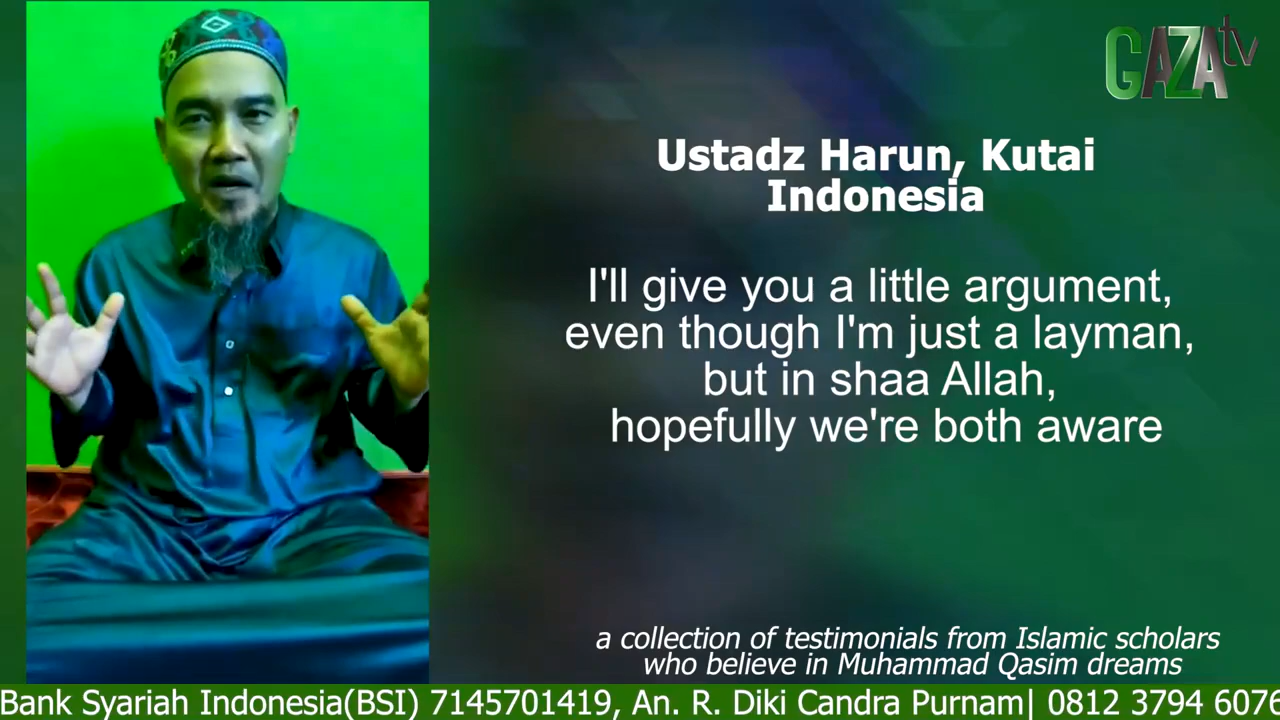 GAZA tv
Ustadz Harun, Kutai
Indonesia
I'll give you a little argument,
even though I'm just a layman,
but in shaa Allah,
hopefully we're both aware
a collection of testimonials from Islamic scholars
who believe in Muhammad Qasim dreams
Bank Syariah Indonesia(BSI) 7145701419, An. R. Diki Candra Purnam| 0812 3794 6076